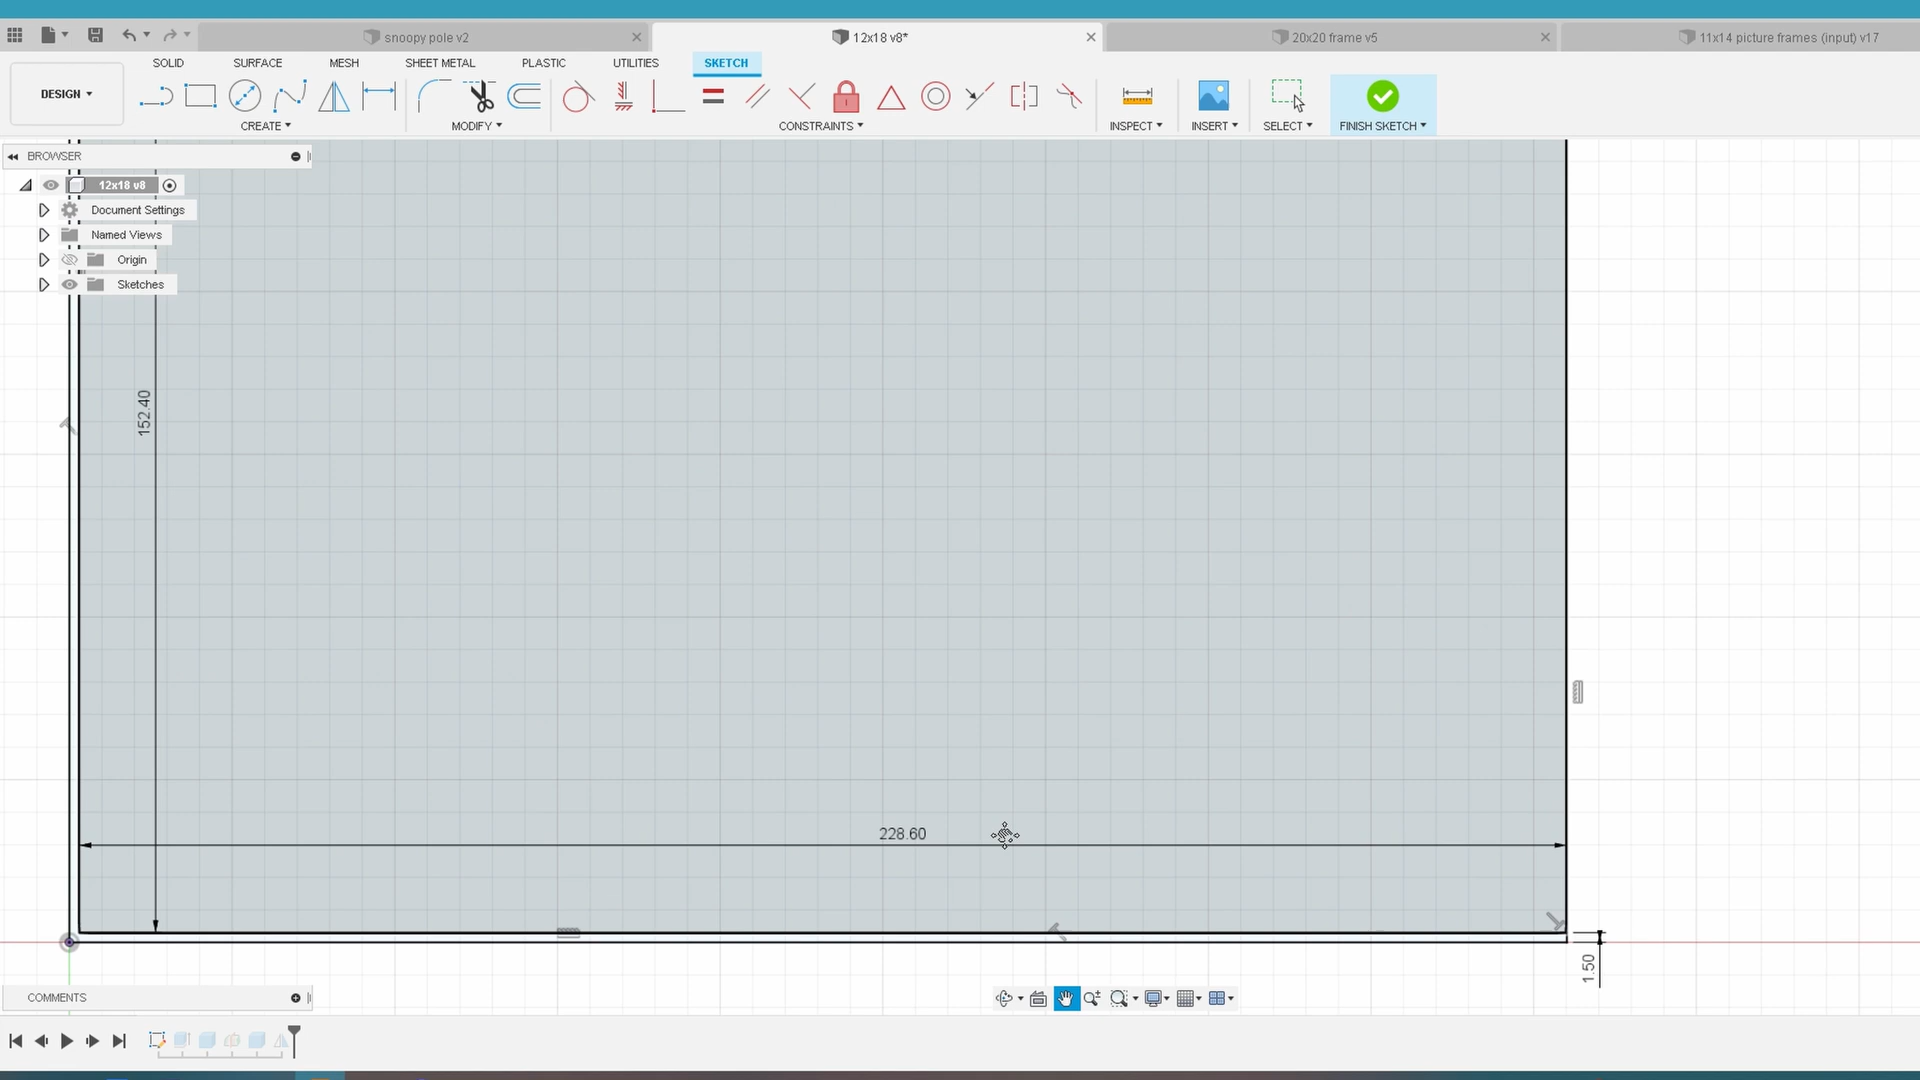 snoopy pole v2
12x18 v8*
20x20 frame v5
11x14 picture frames (input) v17
DESIGN
SOLID
SURFACE
MESH
SHEET METAL
PLASTIC
UTILITIES
SKETCH
CREATE
MODIFY
CONSTRAINTS
INSPECT
INSERT
SELECT
FINISH SKETCH
BROWSER
12x18 v8
Document Settings
Named Views
Origin
Sketches
152.40
228.60
1.50
COMMENTS